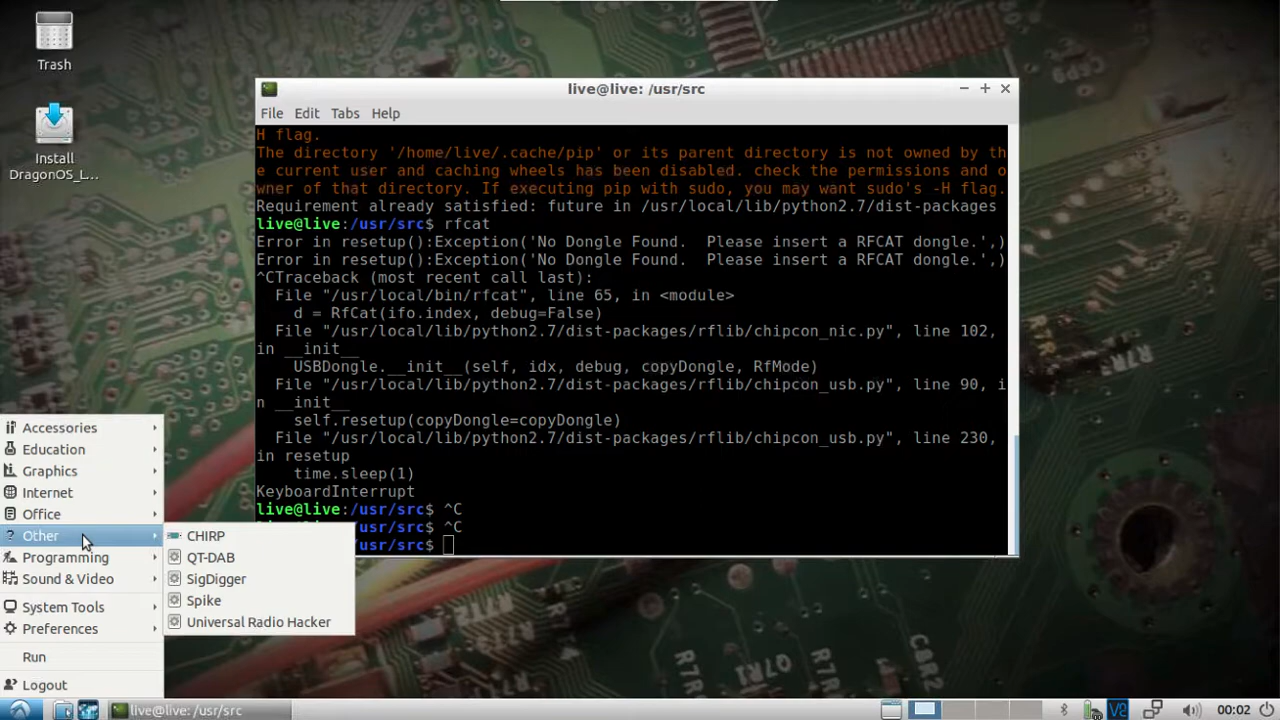 Trash
Install
DragonOS_L...
live@live: /usr/src
File Edit Tabs Help
H flag.
The directory '/home/live/.cache/pip' or its parent directory is not owned by th
e current user and caching wheels has been disabled. check the permissions and o
wner of that directory. If executing pip with sudo, you may want sudo's -H flag.
Requirement already satisfied: future in /usr/local/lib/python2.7/dist-packages
live@live:/usr/src$ rfcat
Error in resetup():Exception('No Dongle Found.  Please insert a RFCAT dongle.',)
Error in resetup():Exception('No Dongle Found.  Please insert a RFCAT dongle.',)
^CTraceback (most recent call last):
File "/usr/local/bin/rfcat", line 65, in <module>
d = RfCat(ifo.index, debug=False)
File "/usr/local/lib/python2.7/dist-packages/rflib/chipcon_nic.py", line 102,
in __init__
USBDongle.__init__(self, idx, debug, copyDongle, RfMode)
File "/usr/local/lib/python2.7/dist-packages/rflib/chipcon_usb.py", line 90, i
n __init__
self.resetup(copyDongle=copyDongle)
File "/usr/local/lib/python2.7/dist-packages/rflib/chipcon_usb.py", line 230,
in resetup
time.sleep(1)
KeyboardInterrupt
live@live:/usr/src$ ^C
/usr/src$ ^C
/usr/src$
Accessories
Education
Graphics
Internet
Office
Other
Programming
Sound & Video
System Tools
Preferences
Run
Logout
CHIRP
QT-DAB
SigDigger
Spike
Universal Radio Hacker
live@live: /usr/src
00:02